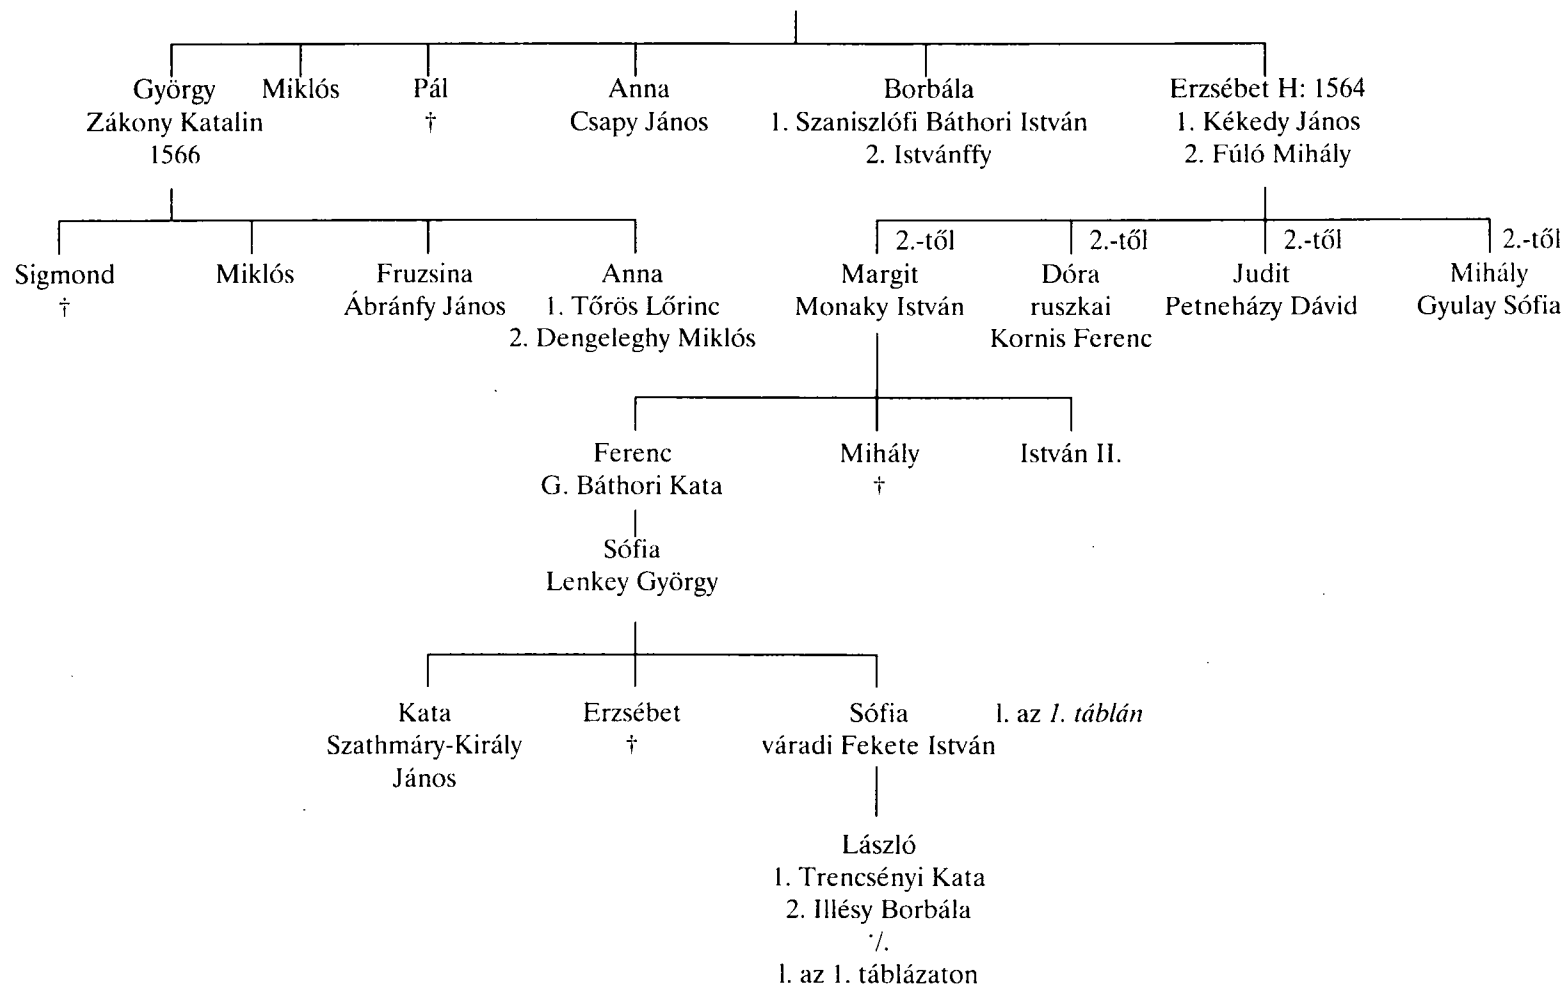 György
Zákony Katalin
1566
Miklós
Pál
†
Anna
Csapy János
Borbála
1. Szaniszlófi Báthori István
2. Istvánffy
Erzsébet H: 1564
1. Kékedy János
2. Fúló Mihály
Sigmond
†
Miklós
Fruzsina
Ábránfy János
Anna
1. Tőrös Lőrinc
2. Dengeleghy Miklós
2.-től
Margit
Monaky István
2.-től
Dóra
ruszkai
Kornis Ferenc
2.-től
Judit
Petneházy Dávid
2.-től
Mihály
Gyulay Sófia
Ferenc
G. Báthori Kata
Mihály
†
István II.
Sófia
Lenkey György
Kata
Szathmáry-Király
János
Erzsébet
†
Sófia
váradi Fekete István
l. az 1. táblán
László
1. Trencsényi Kata
2. Illésy Borbála
·/.
l. az 1. táblázaton